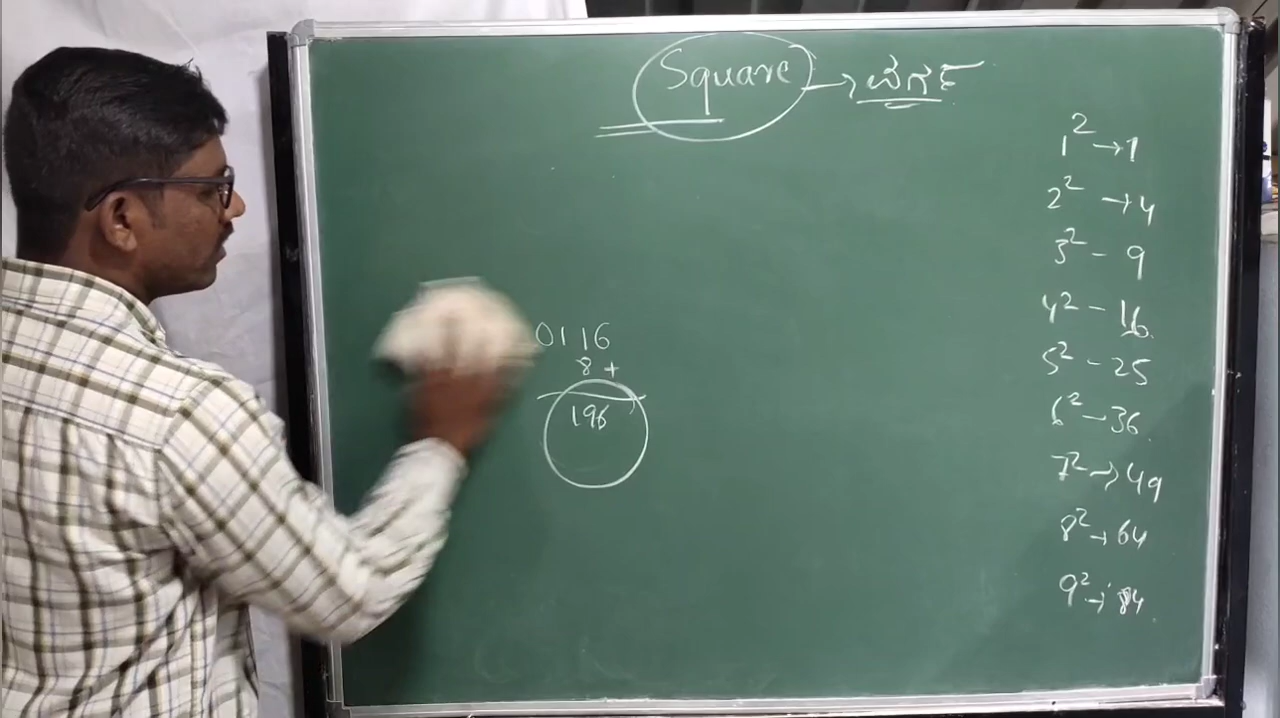 Square → ವರ್ಗ
1² → 1
2² → 4
3² - 9
4² - 16
5² - 25
6² - 36
7² → 49
8² → 64
9² → 84
0116
8 +
196